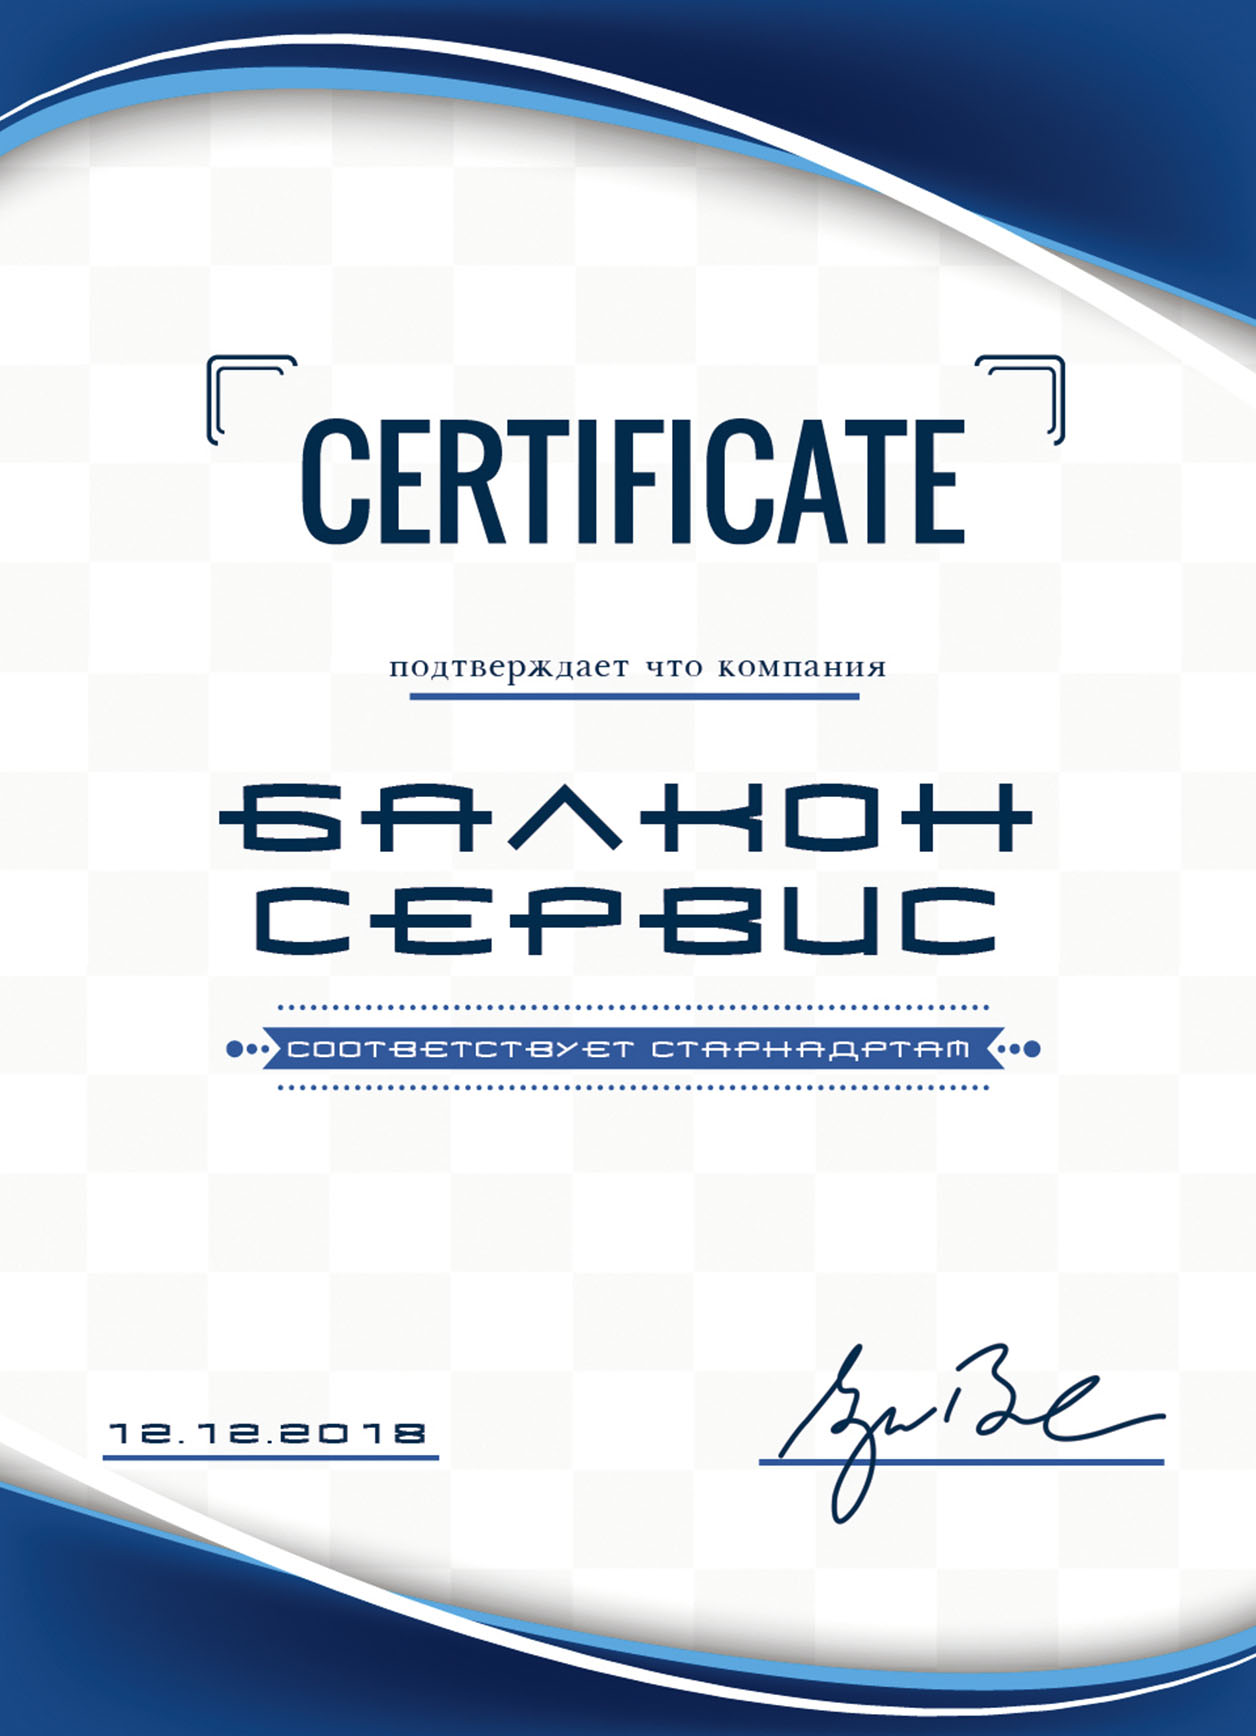 CERTIFICATE
подтверждает что компания
БАЛКОН
СЕРВИС
СООТВЕТСТВУЕТ СТАРНАДРТАМ
12.12.2018